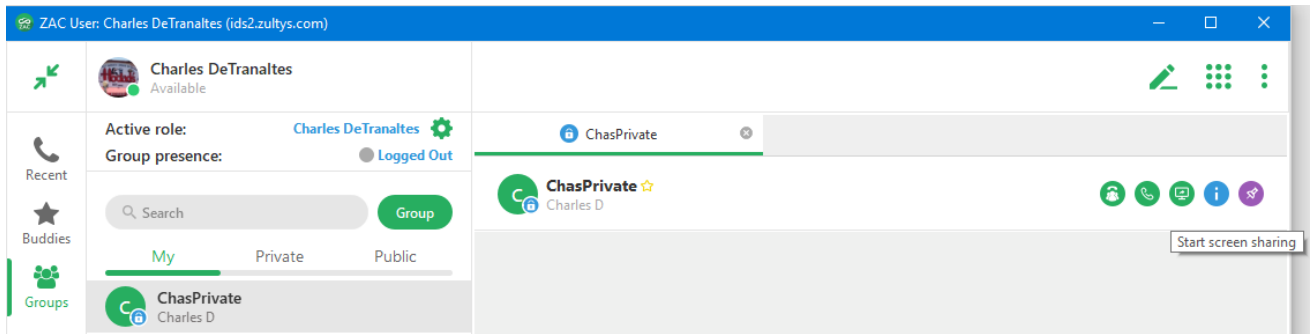 ZAC User: Charles DeTranaltes (ids2.zultys.com)
Charles DeTranaltes
Available
Active role: Charles DeTranaltes
Group presence: Logged Out
Recent
Buddies
Groups
Search
Group
My Private Public
C
ChasPrivate
Charles D
ChasPrivate
C
ChasPrivate
Charles D
Start screen sharing